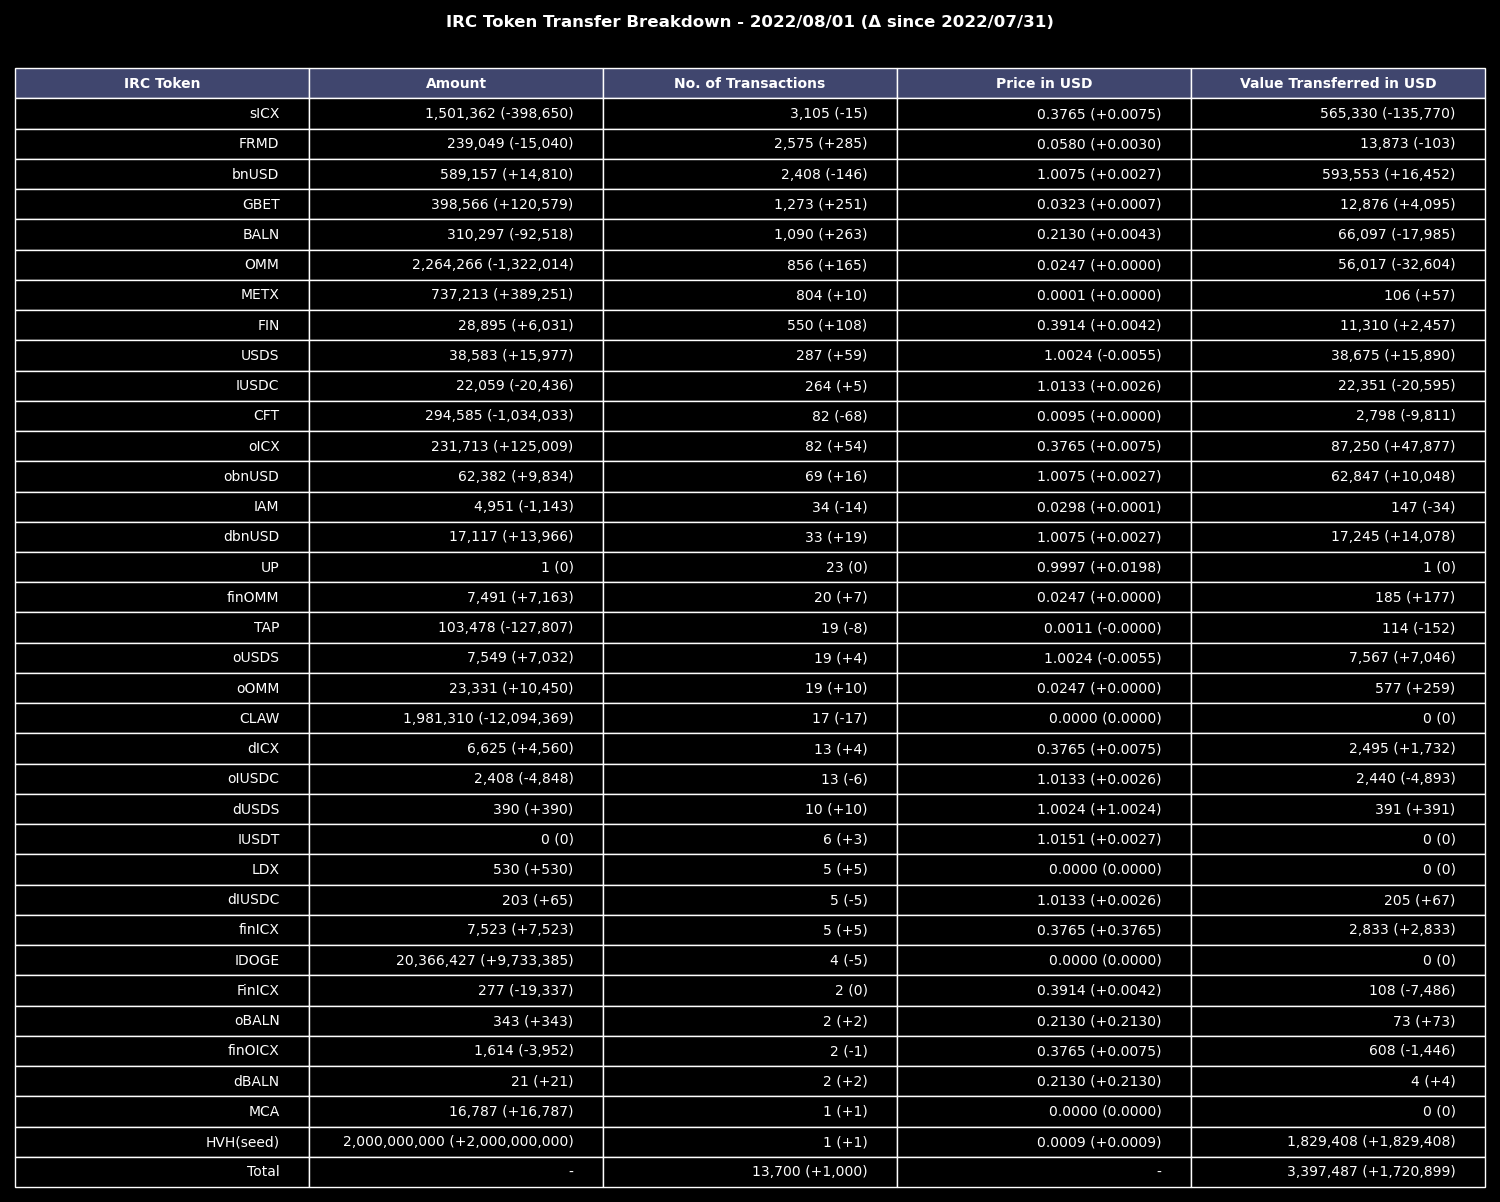 IRC Token Transfer Breakdown - 2022/08/01 (Δ since 2022/07/31)
IRC Token Amount No. of Transactions Price in USD Value Transferred in USD
sICX 1,501,362 (-398,650) 3,105 (-15) 0.3765 (+0.0075) 565,330 (-135,770)
FRMD 239,049 (-15,040) 2,575 (+285) 0.0580 (+0.0030) 13,873 (-103)
bnUSD 589,157 (+14,810) 2,408 (-146) 1.0075 (+0.0027) 593,553 (+16,452)
GBET 398,566 (+120,579) 1,273 (+251) 0.0323 (+0.0007) 12,876 (+4,095)
BALN 310,297 (-92,518) 1,090 (+263) 0.2130 (+0.0043) 66,097 (-17,985)
OMM 2,264,266 (-1,322,014) 856 (+165) 0.0247 (+0.0000) 56,017 (-32,604)
METX 737,213 (+389,251) 804 (+10) 0.0001 (+0.0000) 106 (+57)
FIN 28,895 (+6,031) 550 (+108) 0.3914 (+0.0042) 11,310 (+2,457)
USDS 38,583 (+15,977) 287 (+59) 1.0024 (-0.0055) 38,675 (+15,890)
IUSDC 22,059 (-20,436) 264 (+5) 1.0133 (+0.0026) 22,351 (-20,595)
CFT 294,585 (-1,034,033) 82 (-68) 0.0095 (+0.0000) 2,798 (-9,811)
oICX 231,713 (+125,009) 82 (+54) 0.3765 (+0.0075) 87,250 (+47,877)
obnUSD 62,382 (+9,834) 69 (+16) 1.0075 (+0.0027) 62,847 (+10,048)
IAM 4,951 (-1,143) 34 (-14) 0.0298 (+0.0001) 147 (-34)
dbnUSD 17,117 (+13,966) 33 (+19) 1.0075 (+0.0027) 17,245 (+14,078)
UP 1 (0) 23 (0) 0.9997 (+0.0198) 1 (0)
finOMM 7,491 (+7,163) 20 (+7) 0.0247 (+0.0000) 185 (+177)
TAP 103,478 (-127,807) 19 (-8) 0.0011 (-0.0000) 114 (-152)
oUSDS 7,549 (+7,032) 19 (+4) 1.0024 (-0.0055) 7,567 (+7,046)
oOMM 23,331 (+10,450) 19 (+10) 0.0247 (+0.0000) 577 (+259)
CLAW 1,981,310 (-12,094,369) 17 (-17) 0.0000 (0.0000) 0 (0)
dICX 6,625 (+4,560) 13 (+4) 0.3765 (+0.0075) 2,495 (+1,732)
oIUSDC 2,408 (-4,848) 13 (-6) 1.0133 (+0.0026) 2,440 (-4,893)
dUSDS 390 (+390) 10 (+10) 1.0024 (+1.0024) 391 (+391)
IUSDT 0 (0) 6 (+3) 1.0151 (+0.0027) 0 (0)
LDX 530 (+530) 5 (+5) 0.0000 (0.0000) 0 (0)
dIUSDC 203 (+65) 5 (-5) 1.0133 (+0.0026) 205 (+67)
finICX 7,523 (+7,523) 5 (+5) 0.3765 (+0.3765) 2,833 (+2,833)
IDOGE 20,366,427 (+9,733,385) 4 (-5) 0.0000 (0.0000) 0 (0)
FinICX 277 (-19,337) 2 (0) 0.3914 (+0.0042) 108 (-7,486)
oBALN 343 (+343) 2 (+2) 0.2130 (+0.2130) 73 (+73)
finOICX 1,614 (-3,952) 2 (-1) 0.3765 (+0.0075) 608 (-1,446)
dBALN 21 (+21) 2 (+2) 0.2130 (+0.2130) 4 (+4)
MCA 16,787 (+16,787) 1 (+1) 0.0000 (0.0000) 0 (0)
HVH(seed) 2,000,000,000 (+2,000,000,000) 1 (+1) 0.0009 (+0.0009) 1,829,408 (+1,829,408)
Total - 13,700 (+1,000) - 3,397,487 (+1,720,899)